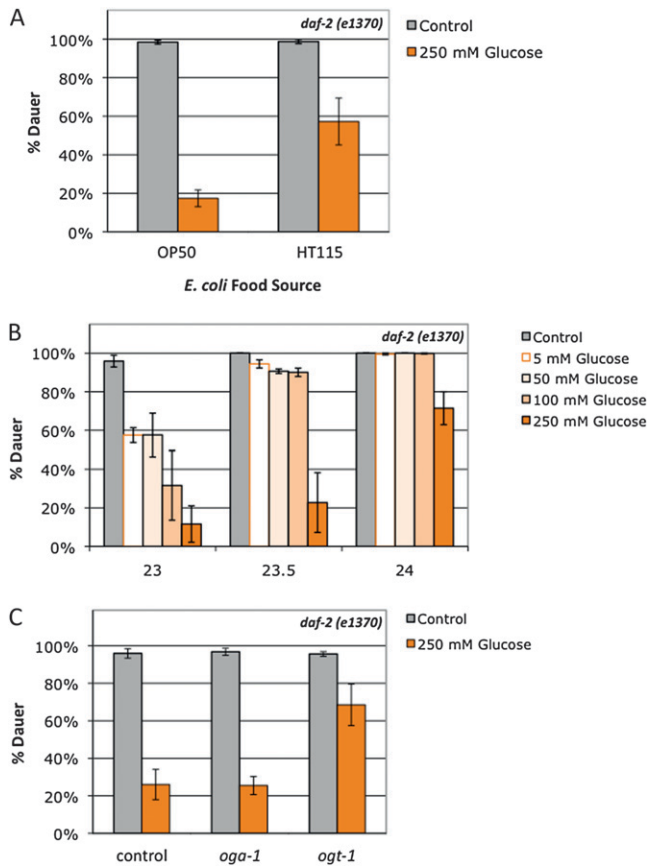 A
daf-2 (e1370)
100%
80%
60%
40%
20%
0%
% Dauer
OP50 HT115
E. coli Food Source
Control
250 mM Glucose
B
daf-2 (e1370)
100%
80%
60%
40%
20%
0%
% Dauer
23 23.5 24
Control
5 mM Glucose
50 mM Glucose
100 mM Glucose
250 mM Glucose
C
daf-2 (e1370)
100%
80%
60%
40%
20%
0%
% Dauer
control oga-1 ogt-1
Control
250 mM Glucose